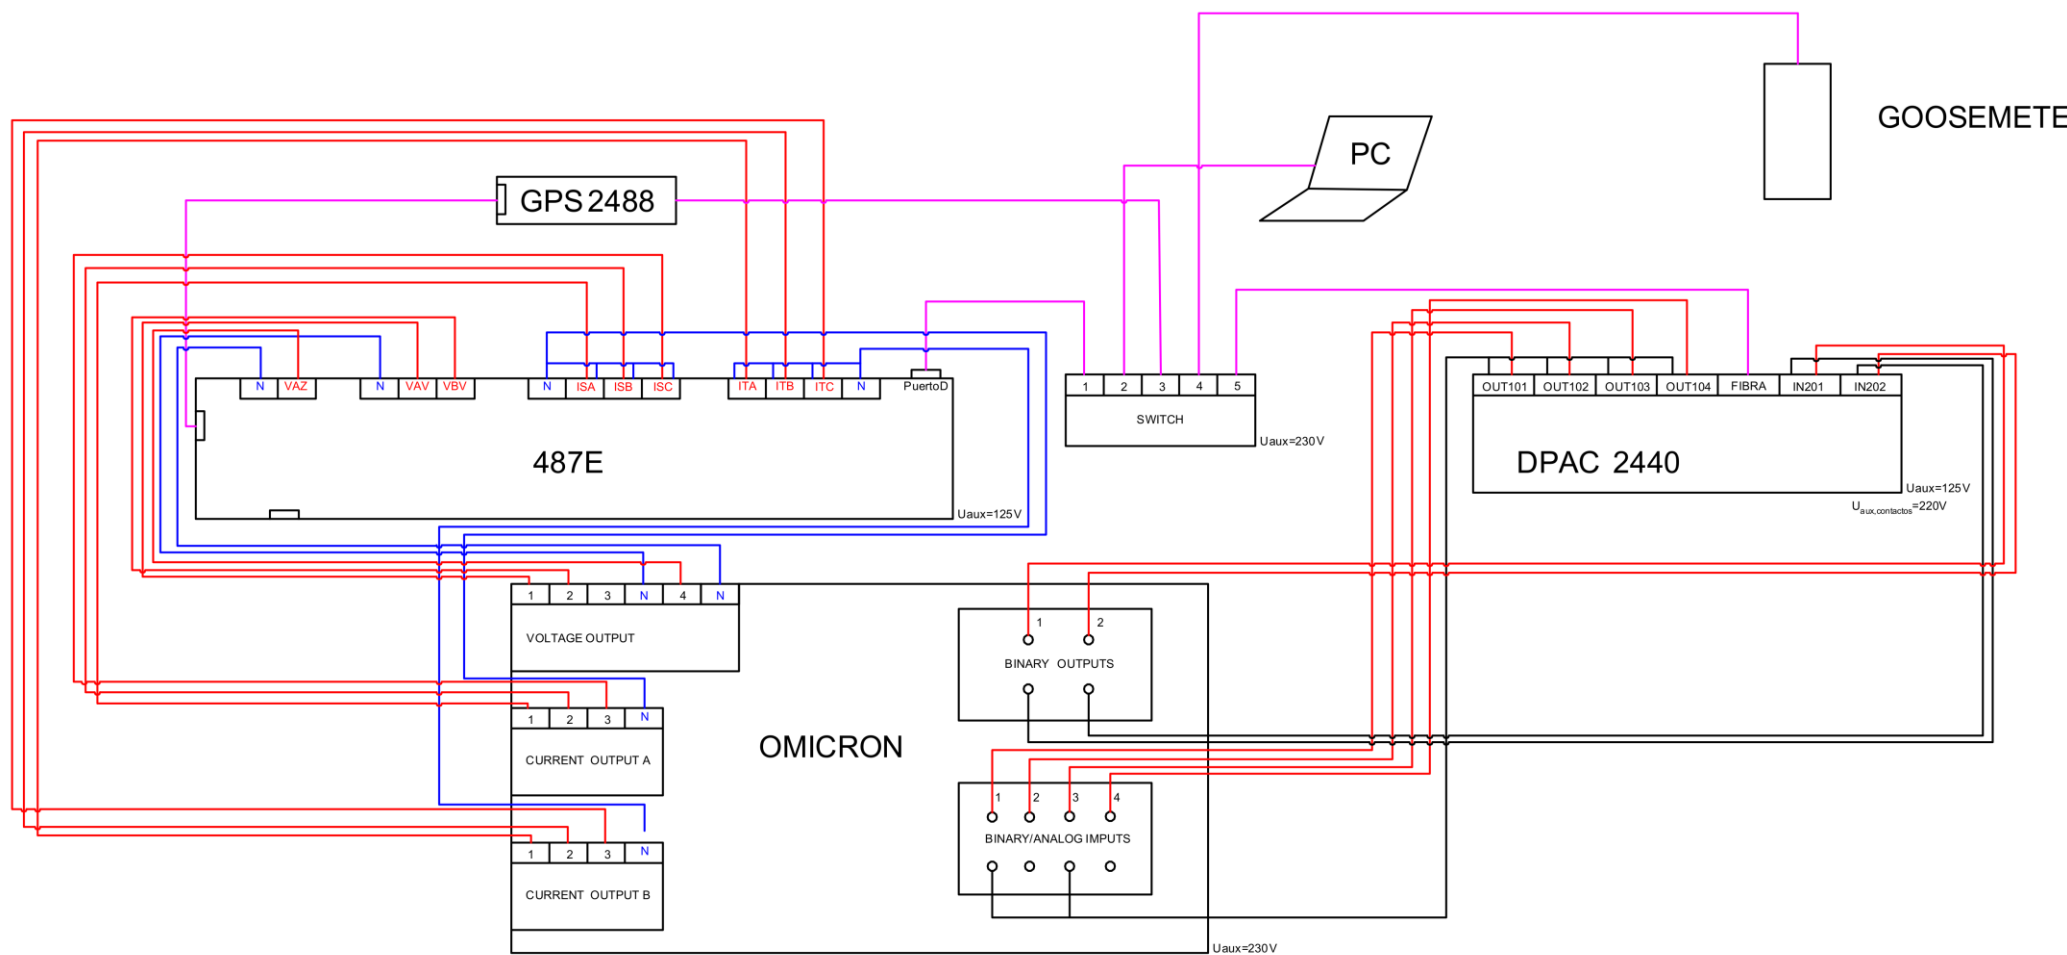 GOOSEMETE
PC
GPS 2488
N VAZ N VAV VBV N ISA ISB ISC ITA ITB ITC N PuertoD
487E
Uaux=125V
1 2 3 4 5
SWITCH
Uaux=230V
OUT101 OUT102 OUT103 OUT104 FIBRA IN201 IN202
DPAC 2440
Uaux=125V
Uaux,contactos=220V
1 2 3 N 4 N
VOLTAGE OUTPUT
1 2
BINARY OUTPUTS
1 2 3 N
CURRENT OUTPUT A
OMICRON
1 2 3 4
BINARY/ANALOG IMPUTS
1 2 3 N
CURRENT OUTPUT B
Uaux=230V